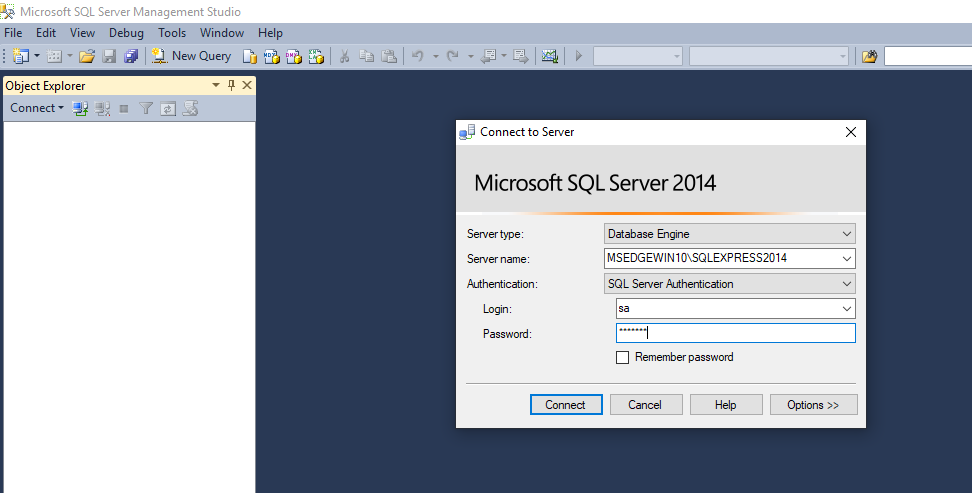 Microsoft SQL Server Management Studio
File Edit View Debug Tools Window Help
New Query
Object Explorer
Connect
Connect to Server
Microsoft SQL Server 2014
Server type: Database Engine
Server name: MSEDGEWIN10\SQLEXPRESS2014
Authentication: SQL Server Authentication
Login: sa
Password: *******
Remember password
Connect Cancel Help Options >>